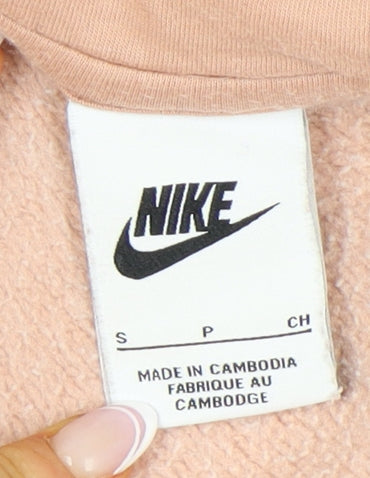 NIKE
S P CH
MADE IN CAMBODIA
FABRIQUE AU
CAMBODGE